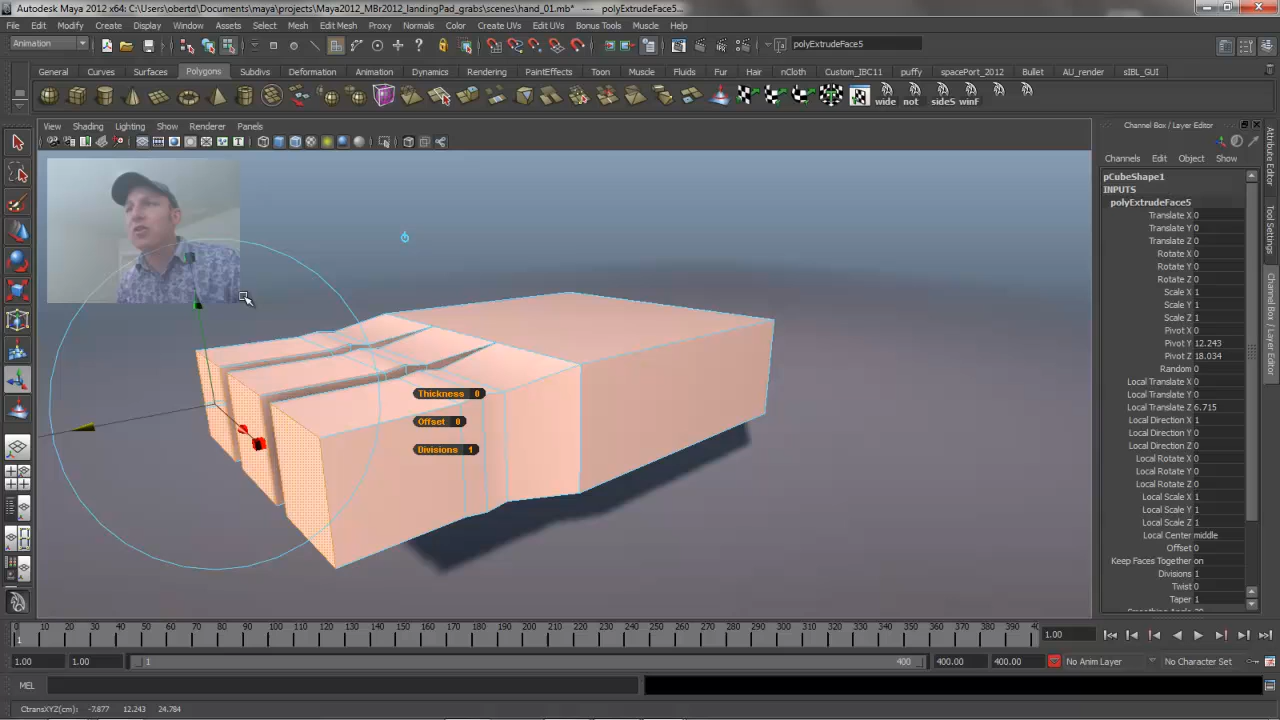 Autodesk Maya 2012 x64: C:\Users\obertd\Documents\maya\projects\Maya2012_MBr2012_landingPad_grabs\scenes\hand_01.mb* --- polyExtrudeFace5...
File Edit Modify Create Display Window Assets Select Mesh Edit Mesh Proxy Normals Color Create UVs Edit UVs Bonus Tools Muscle Help
Animation polyExtrudeFace5
General Curves Surfaces Polygons Subdivs Deformation Animation Dynamics Rendering PaintEffects Toon Muscle Fluids Fur Hair nCloth Custom_IBC11 puffy spacePort_2012 Bullet AU_render sIBL_GUI
wide not sideS winF
View Shading Lighting Show Renderer Panels
Channel Box / Layer Editor
Channels Edit Object Show
pCubeShape1
INPUTS
polyExtrudeFace5
Translate X 0
Translate Y 0
Translate Z 0
Rotate X 0
Rotate Y 0
Rotate Z 0
Scale X 1
Scale Y 1
Scale Z 1
Pivot X 0
Pivot Y 12.243
Pivot Z 18.034
Random 0
Local Translate X 0
Local Translate Y 0
Local Translate Z 6.715
Local Direction X 1
Local Direction Y 0
Local Direction Z 0
Local Rotate X 0
Local Rotate Y 0
Local Rotate Z 0
Local Scale X 1
Local Scale Y 1
Local Scale Z 1
Local Center middle
Offset 0
Keep Faces Together on
Divisions 1
Twist 0
Taper 1
Attribute Editor
Tool Settings
Channel Box / Layer Editor
Thickness 0
Offset 0
Divisions 1
10 20 30 40 50 60 70 80 90 100 110 120 130 140 150 160 170 180 190 200 210 220 230 240 250 260 270 280 290 300 310 320 330 340 350 360 370 380 390
1 1.00
1.00 1.00 1 400 400.00 400.00 No Anim Layer No Character Set
MEL
CtransXYZ(cm): -7.877 12.243 24.784